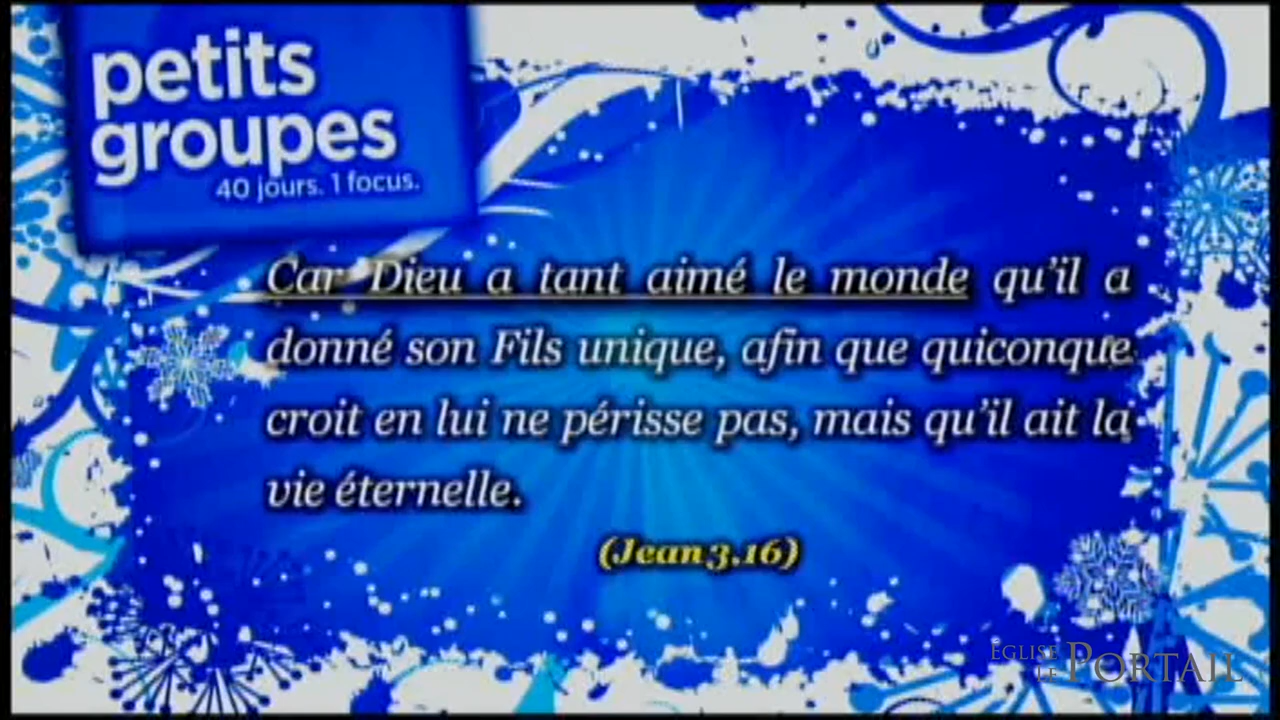 petits
groupes
40 jours. 1 focus.
Car Dieu a tant aimé le monde qu'il a
donné son Fils unique, afin que quiconque
croit en lui ne périsse pas, mais qu'il ait la
vie éternelle.
(Jean 3.16)
ÉGLISE
LE PORTAIL